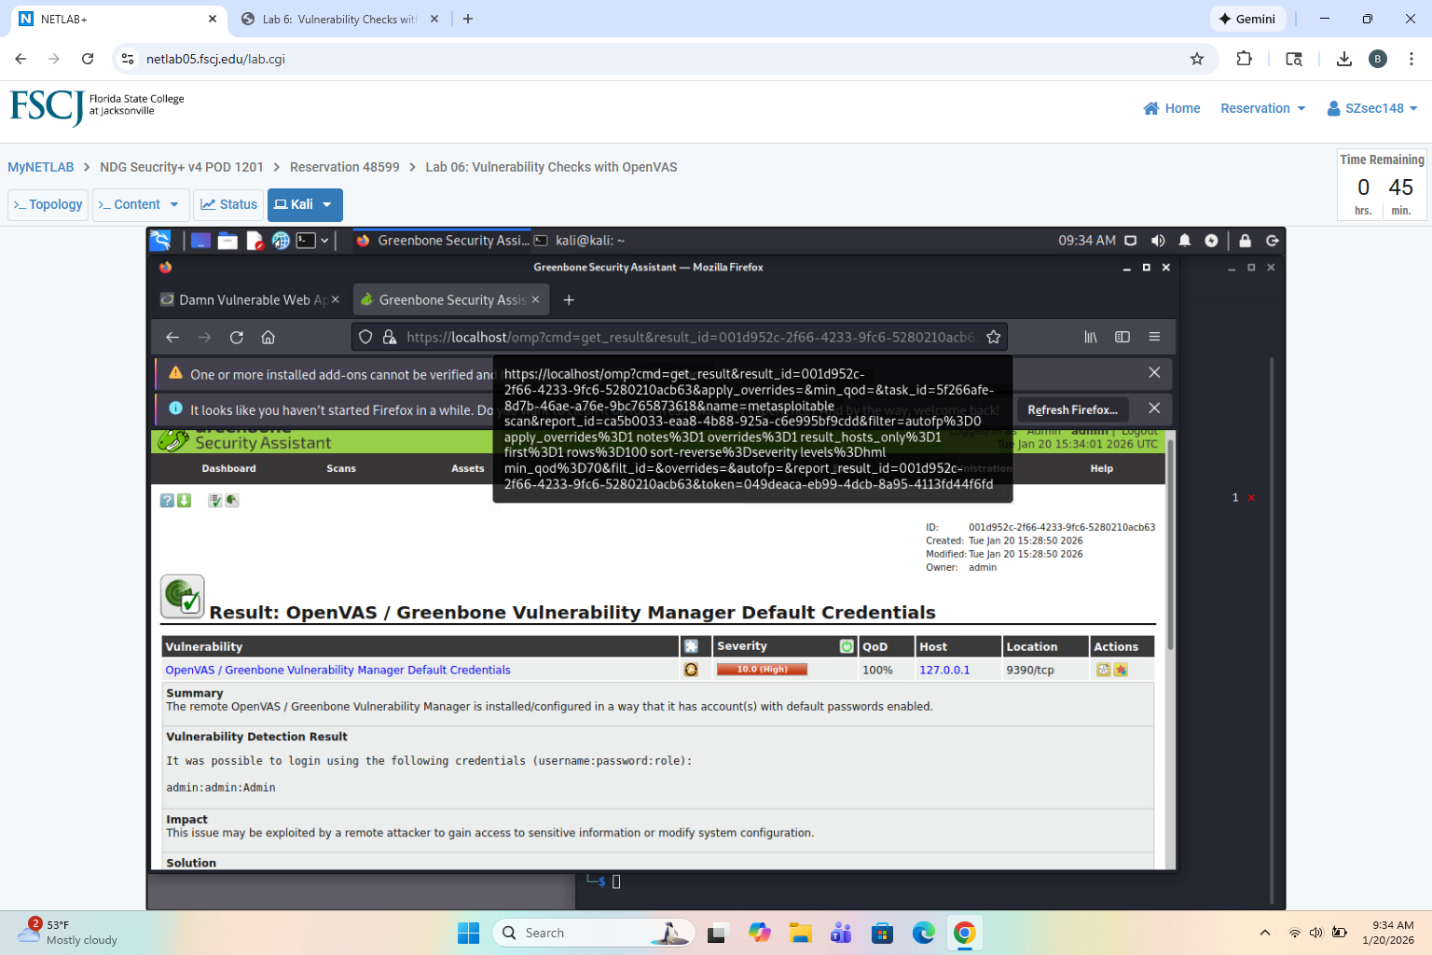 NETLAB+
Lab 6: Vulnerability Checks wit
Gemini
netlab05.fscj.edu/lab.cgi
B
FSCJ
Florida State College
at Jacksonville
Home
Reservation
SZsec148
MyNETLAB > NDG Seucrity+ v4 POD 1201 > Reservation 48599 > Lab 06: Vulnerability Checks with OpenVAS
Time Remaining
0 45
hrs. min.
>_ Topology
>_ Content
Status
Kali
Greenbone Security Assi...
kali@kali: ~
09:34 AM
Greenbone Security Assistant — Mozilla Firefox
Damn Vulnerable Web Ap
Greenbone Security Assis
https://localhost/omp?cmd=get_result&result_id=001d952c-2f66-4233-9fc6-5280210acb6
One or more installed add-ons cannot be verified and
It looks like you haven't started Firefox in a while. Do
by the way, welcome back!
Refresh Firefox...
https://localhost/omp?cmd=get_result&result_id=001d952c-
2f66-4233-9fc6-5280210acb63&apply_overrides=&min_qod=&task_id=5f266afe-
8d7b-46ae-a76e-9bc765873618&name=metasploitable
scan&report_id=ca5b0033-eaa8-4b88-925a-c6e995bf9cdd&filter=autofp%3D0
apply_overrides%3D1 notes%3D1 overrides%3D1 result_hosts_only%3D1
first%3D1 rows%3D100 sort-reverse%3Dseverity levels%3Dhml
min_qod%3D70&filt_id=&overrides=&autofp=&report_result_id=001d952c-
2f66-4233-9fc6-5280210acb63&token=049deaca-eb99-4dcb-8a95-4113fd44f6fd
Greenbone
Security Assistant
Admin admin | Logout
Tue Jan 20 15:34:01 2026 UTC
Dashboard
Scans
Assets
Help
1
ID: 001d952c-2f66-4233-9fc6-5280210acb63
Created: Tue Jan 20 15:28:50 2026
Modified: Tue Jan 20 15:28:50 2026
Owner: admin
Result: OpenVAS / Greenbone Vulnerability Manager Default Credentials
Vulnerability Severity QoD Host Location Actions
OpenVAS / Greenbone Vulnerability Manager Default Credentials 10.0 (High) 100% 127.0.0.1 9390/tcp
Summary
The remote OpenVAS / Greenbone Vulnerability Manager is installed/configured in a way that it has account(s) with default passwords enabled.
Vulnerability Detection Result
It was possible to login using the following credentials (username:password:role):
admin:admin:Admin
Impact
This issue may be exploited by a remote attacker to gain access to sensitive information or modify system configuration.
Solution
$
2
53°F
Mostly cloudy
Search
9:34 AM
1/20/2026